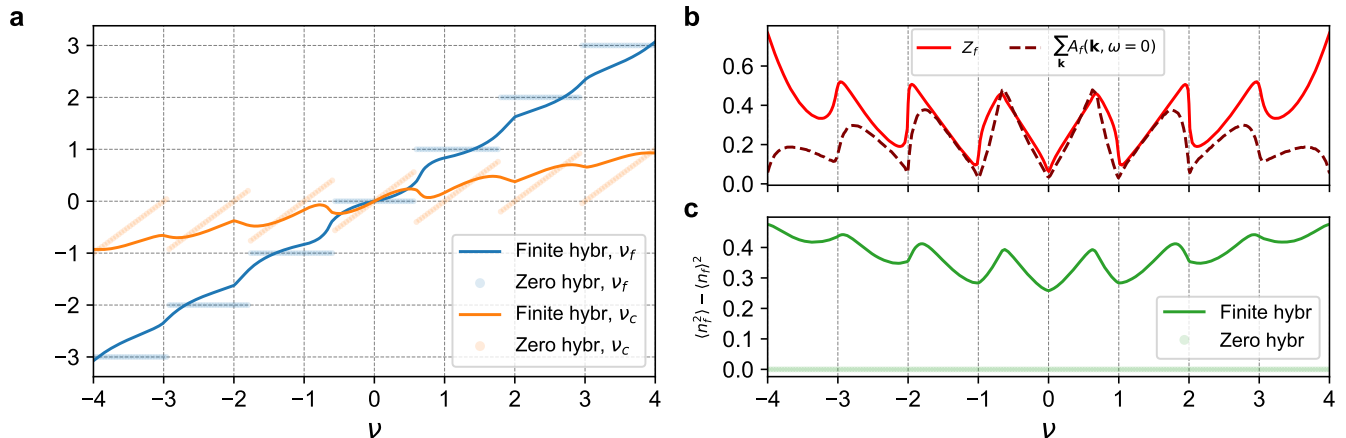 a
3
2
1
0
−1
−2
−3
Finite hybr, ν_f
Zero hybr, ν_f
Finite hybr, ν_c
Zero hybr, ν_c
−4 −3 −2 −1 0 1 2 3 4
ν
b
0.6
0.4
0.2
0.0
Z_f
∑_k A_f(k, ω = 0)
c
0.4
0.3
0.2
0.1
0.0
⟨n_f^2⟩ − ⟨n_f⟩^2
Finite hybr
Zero hybr
−4 −3 −2 −1 0 1 2 3 4
ν